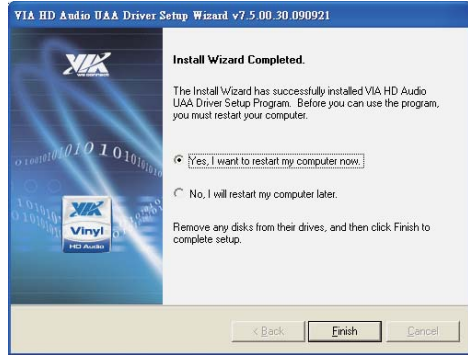 VIA HD Audio UAA Driver Setup Wizard v7.5.00.30.090921
VIA
Install Wizard Completed.
The Install Wizard has successfully installed VIA HD Audio
UAA Driver Setup Program. Before you can use the program,
you must restart your computer.
Yes, I want to restart my computer now.
No, I will restart my computer later.
VIA
Vinyl
HD Audio
Remove any disks from their drives, and then click Finish to
complete setup.
< Back
Finish
Cancel